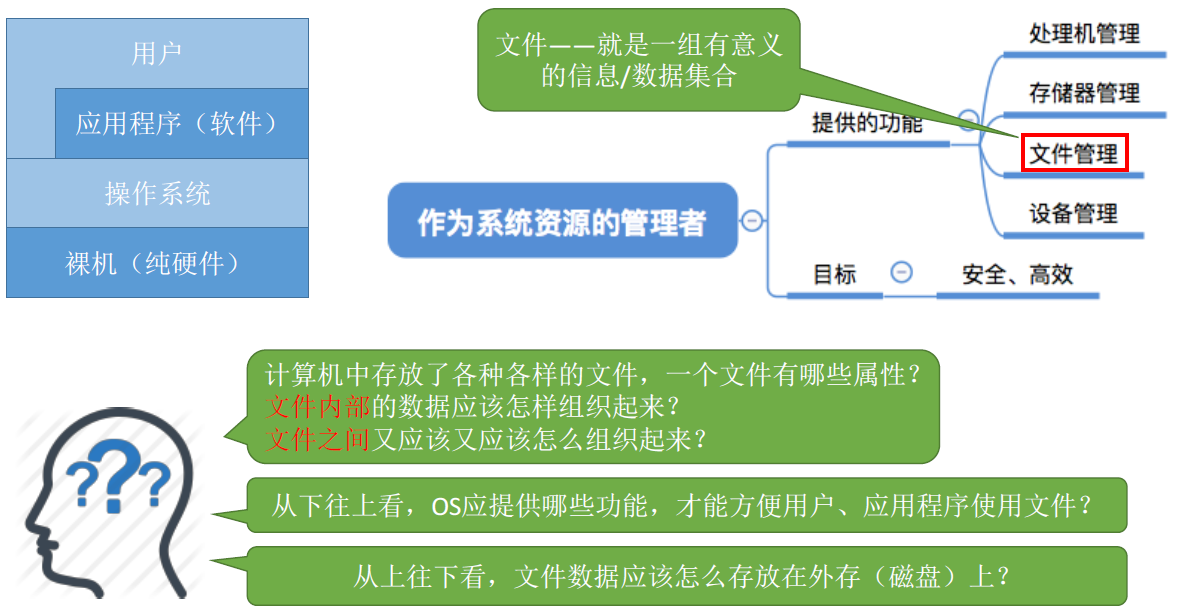 用户
应用程序（软件）
操作系统
裸机（纯硬件）
文件——就是一组有意义
的信息/数据集合
作为系统资源的管理者
提供的功能
处理机管理
存储器管理
文件管理
设备管理
目标
安全、高效
计算机中存放了各种各样的文件，一个文件有哪些属性？
文件内部的数据应该怎样组织起来？
文件之间又应该又应该怎么组织起来？
从下往上看，OS应提供哪些功能，才能方便用户、应用程序使用文件？
从上往下看，文件数据应该怎么存放在外存（磁盘）上？
???